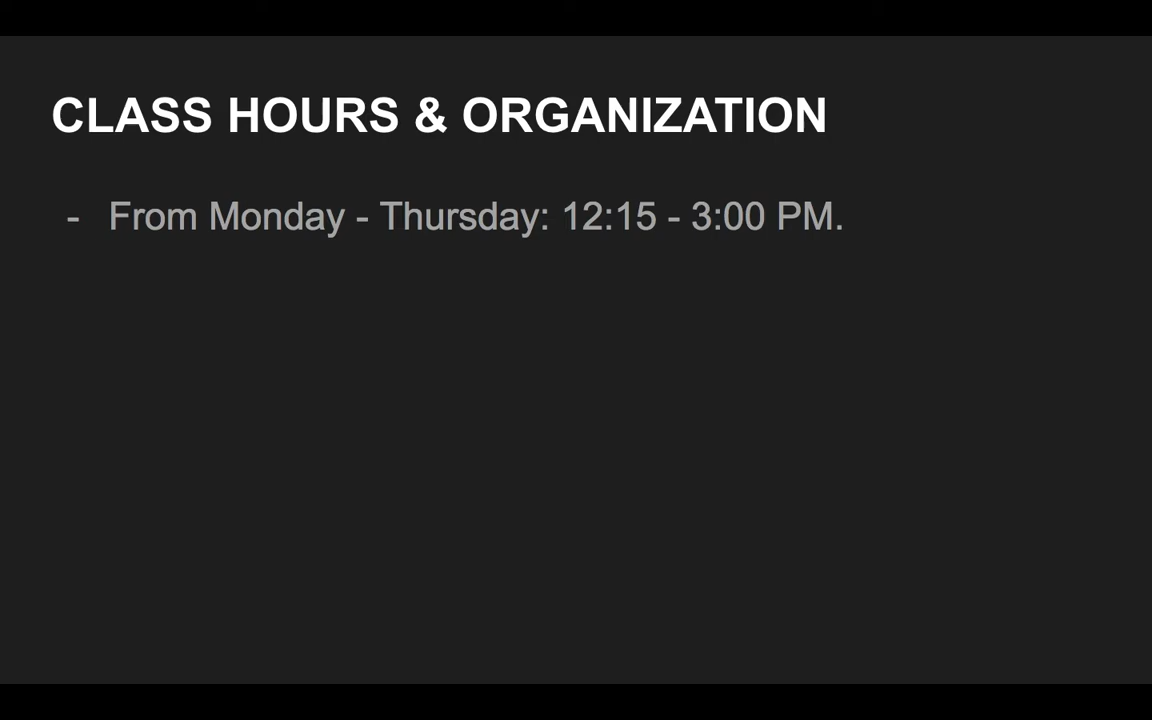 CLASS HOURS & ORGANIZATION
- From Monday - Thursday: 12:15 - 3:00 PM.